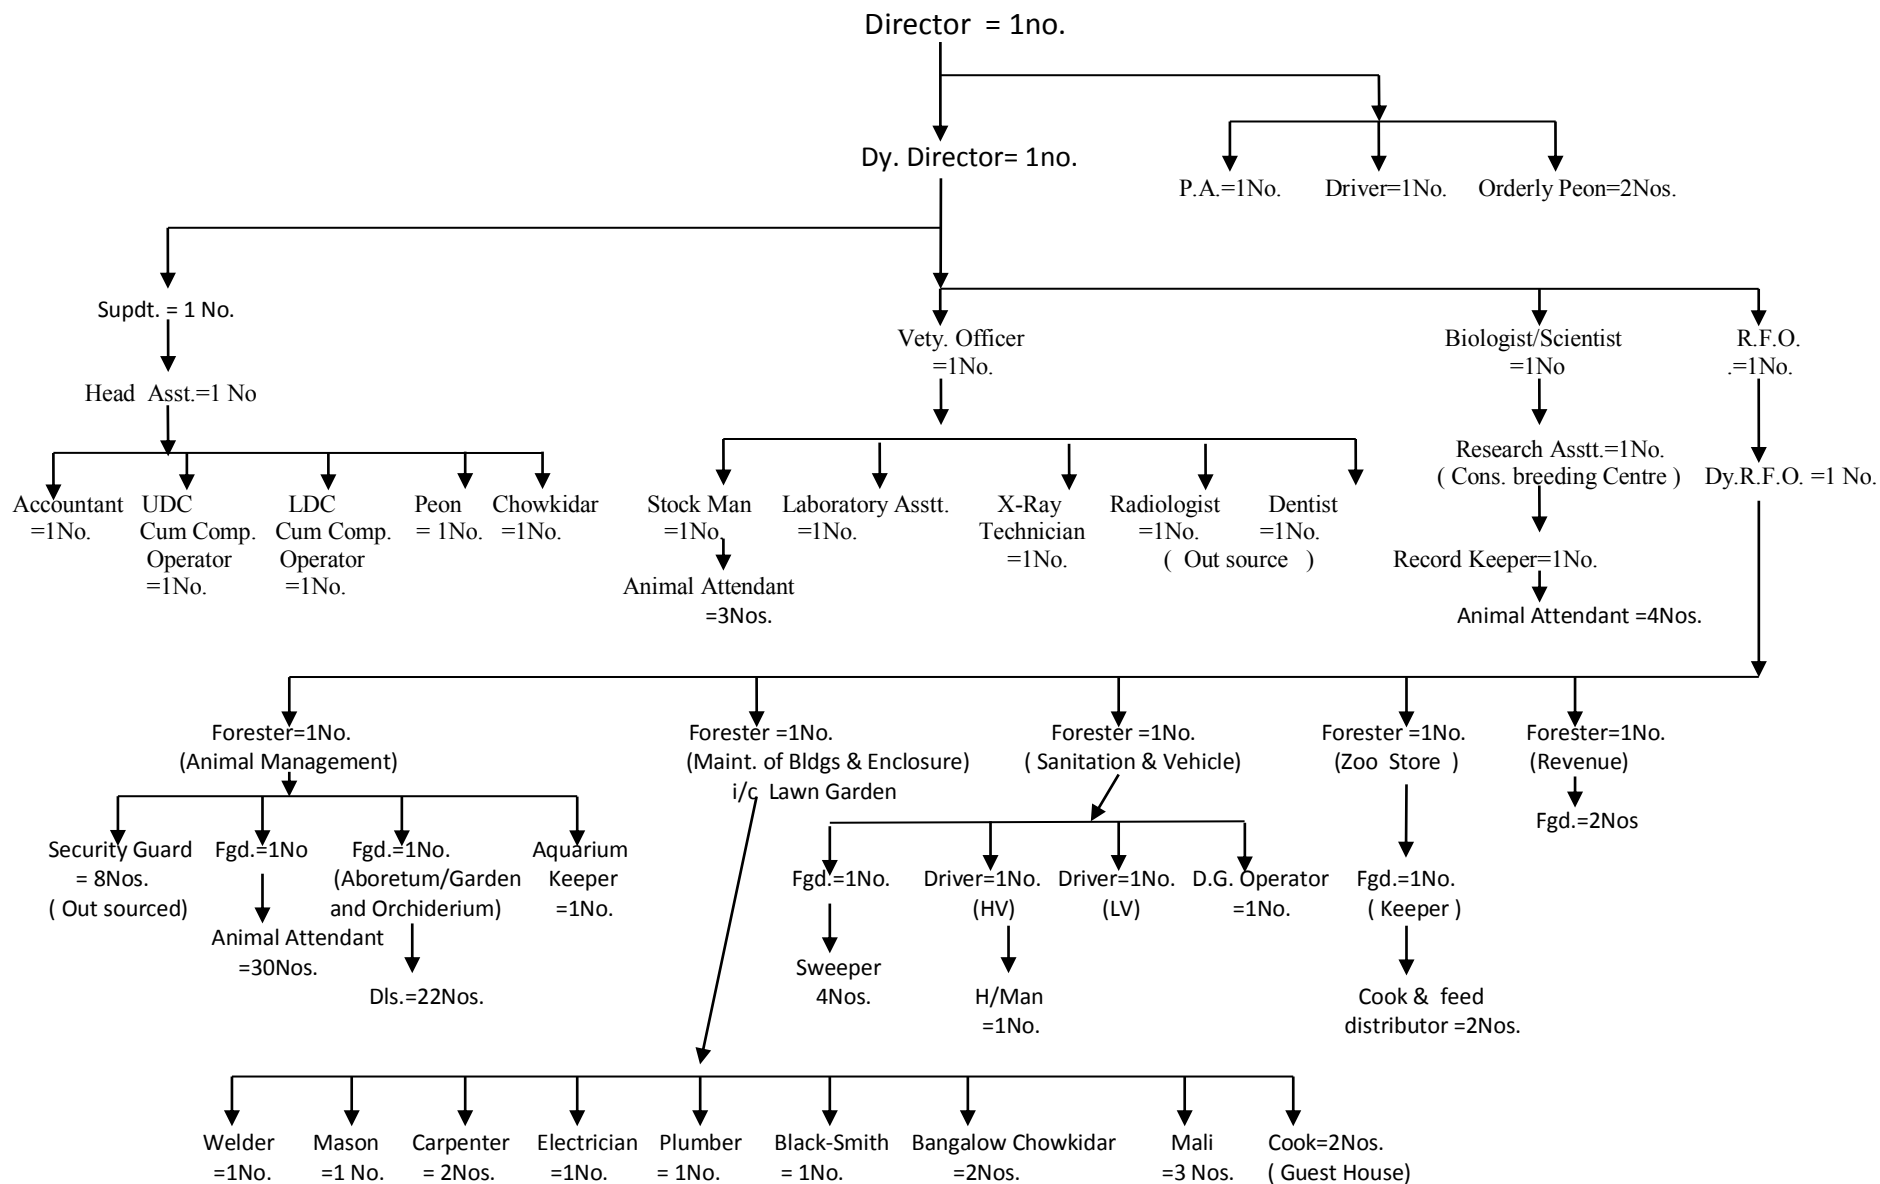 Director = 1no.
Dy. Director= 1no.
P.A.=1No.
Driver=1No.
Orderly Peon=2Nos.
Supdt. = 1 No.
Head Asst.=1 No
Vety. Officer
=1No.
Biologist/Scientist
=1No
R.F.O.
.=1No.
Accountant
=1No.
UDC
Cum Comp.
Operator
=1No.
LDC
Cum Comp.
Operator
=1No.
Peon
= 1No.
Chowkidar
=1No.
Stock Man
=1No.
Laboratory Asstt.
=1No.
X-Ray
Technician
=1No.
Radiologist
=1No.
Dentist
=1No.
( Out source )
Animal Attendant
=3Nos.
Research Asstt.=1No.
( Cons. breeding Centre )
Record Keeper=1No.
Animal Attendant =4Nos.
Dy.R.F.O. =1 No.
Forester=1No.
(Animal Management)
Forester =1No.
(Maint. of Bldgs & Enclosure)
i/c Lawn Garden
Forester =1No.
( Sanitation & Vehicle)
Forester =1No.
(Zoo Store )
Forester=1No.
(Revenue)
Fgd.=2Nos
Security Guard
= 8Nos.
( Out sourced)
Fgd.=1No
Animal Attendant
=30Nos.
Fgd.=1No.
(Aboretum/Garden
and Orchiderium)
Dls.=22Nos.
Aquarium
Keeper
=1No.
Fgd.=1No.
Sweeper
4Nos.
Driver=1No.
(HV)
H/Man
=1No.
Driver=1No.
(LV)
D.G. Operator
=1No.
Fgd.=1No.
( Keeper )
Cook & feed
distributor =2Nos.
Welder
=1No.
Mason
=1 No.
Carpenter
= 2Nos.
Electrician
=1No.
Plumber
= 1No.
Black-Smith
= 1No.
Bangalow Chowkidar
=2Nos.
Mali
=3 Nos.
Cook=2Nos.
( Guest House)